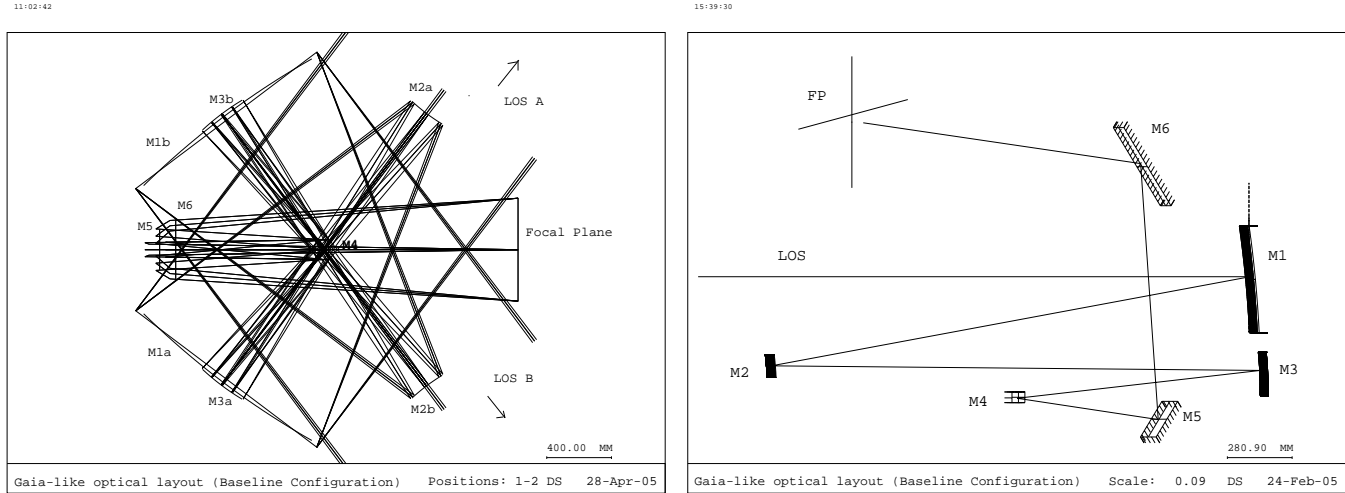 11:02:42
M3b
M2a
LOS A
M1b
M6
M5
M4
Focal Plane
M1a
LOS B
M3a
M2b
400.00 MM
Gaia-like optical layout (Baseline Configuration) Positions: 1-2 DS 28-Apr-05
15:39:30
FP
M6
LOS
M1
M2
M3
M4
M5
280.90 MM
Gaia-like optical layout (Baseline Configuration) Scale: 0.09 DS 24-Feb-05